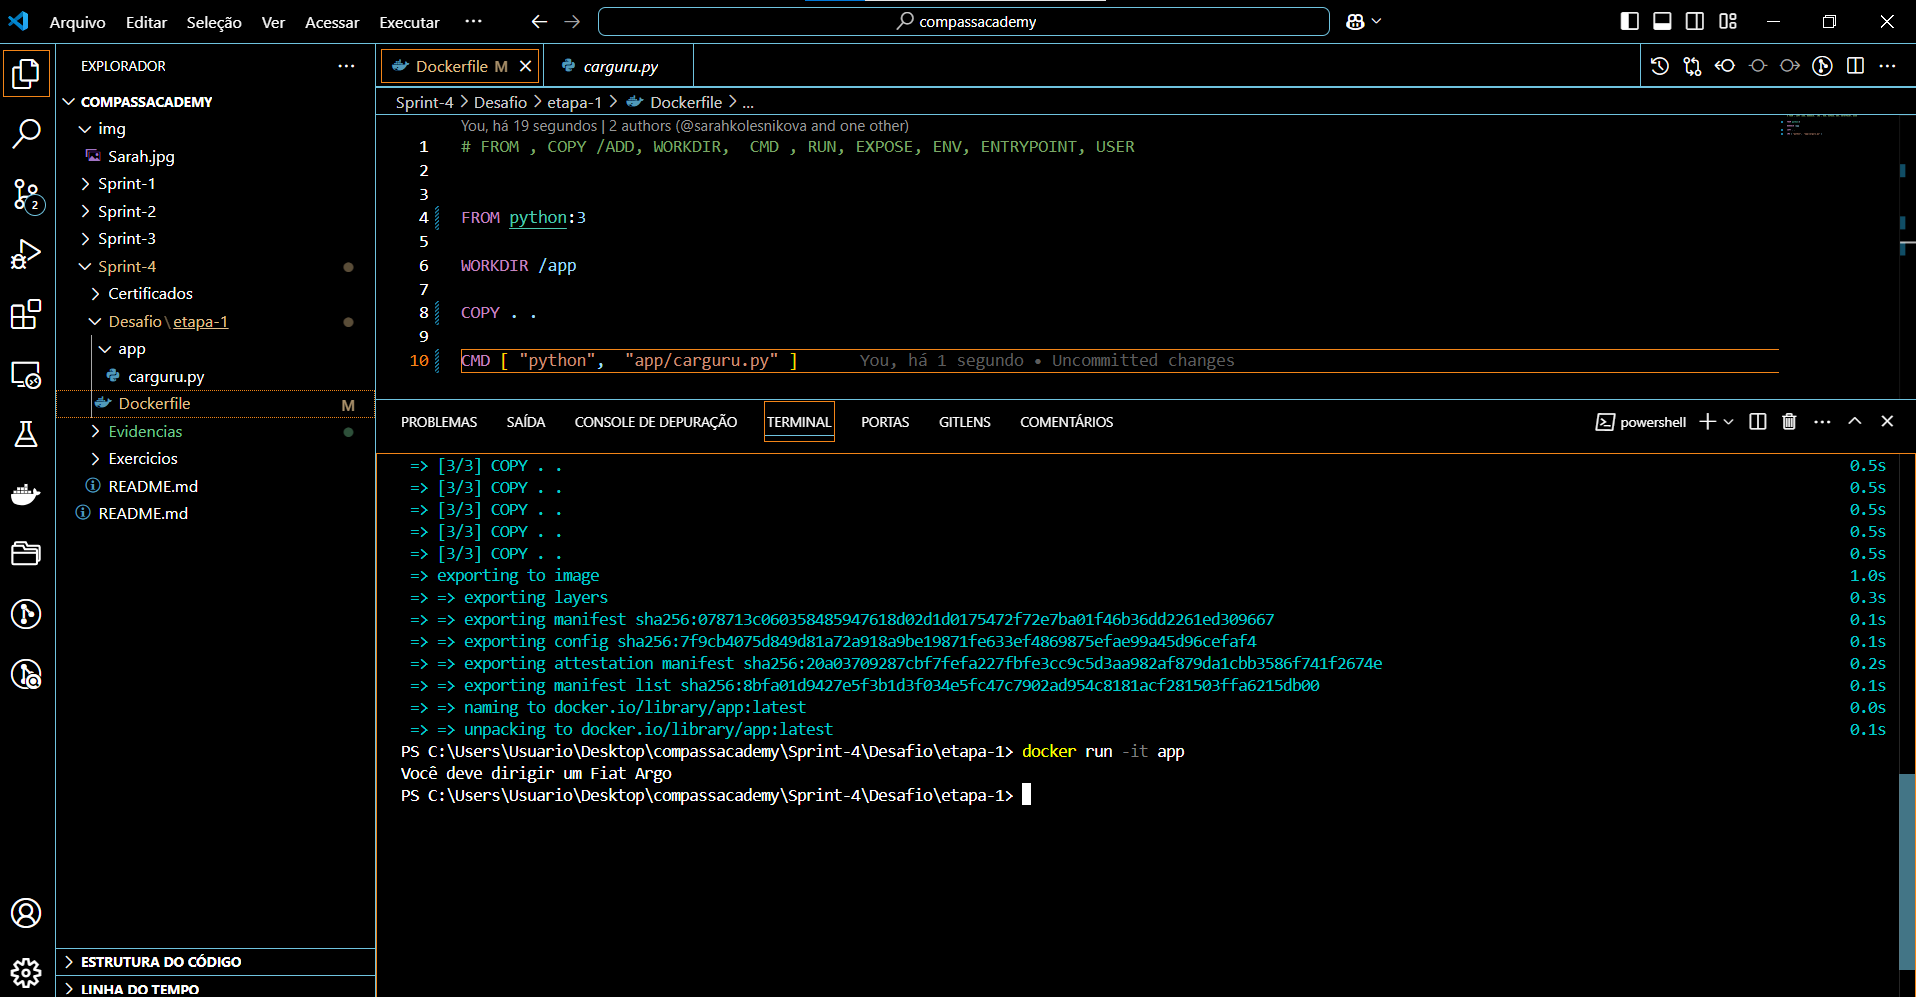 Arquivo Editar Seleção Ver Acessar Executar ··· compassacademy
EXPLORADOR ···
COMPASSACADEMY
img
Sarah.jpg
Sprint-1
Sprint-2
Sprint-3
Sprint-4
Certificados
Desafio\etapa-1
app
carguru.py
Dockerfile M
Evidencias
Exercicios
README.md
README.md
ESTRUTURA DO CÓDIGO
LINHA DO TEMPO
2
Dockerfile M carguru.py
Sprint-4 > Desafio > etapa-1 > Dockerfile > ...
You, há 19 segundos | 2 authors (@sarahkolesnikova and one other)
1 # FROM , COPY /ADD, WORKDIR,  CMD , RUN, EXPOSE, ENV, ENTRYPOINT, USER
2
3
4 FROM python:3
5
6 WORKDIR /app
7
8 COPY . .
9
10 CMD [ "python",  "app/carguru.py" ] You, há 1 segundo • Uncommitted changes
PROBLEMAS SAÍDA CONSOLE DE DEPURAÇÃO TERMINAL PORTAS GITLENS COMENTÁRIOS powershell
=> [3/3] COPY . . 0.5s
=> [3/3] COPY . . 0.5s
=> [3/3] COPY . . 0.5s
=> [3/3] COPY . . 0.5s
=> [3/3] COPY . . 0.5s
=> exporting to image 1.0s
=> => exporting layers 0.3s
=> => exporting manifest sha256:078713c060358485947618d02d1d0175472f72e7ba01f46b36dd2261ed309667 0.1s
=> => exporting config sha256:7f9cb4075d849d81a72a918a9be19871fe633ef4869875efae99a45d96cefaf4 0.1s
=> => exporting attestation manifest sha256:20a03709287cbf7fefa227fbfe3cc9c5d3aa982af879da1cbb3586f741f2674e 0.2s
=> => exporting manifest list sha256:8bfa01d9427e5f3b1d3f034e5fc47c7902ad954c8181acf281503ffa6215db00 0.1s
=> => naming to docker.io/library/app:latest 0.0s
=> => unpacking to docker.io/library/app:latest 0.1s
PS C:\Users\Usuario\Desktop\compassacademy\Sprint-4\Desafio\etapa-1> docker run -it app
Você deve dirigir um Fiat Argo
PS C:\Users\Usuario\Desktop\compassacademy\Sprint-4\Desafio\etapa-1>